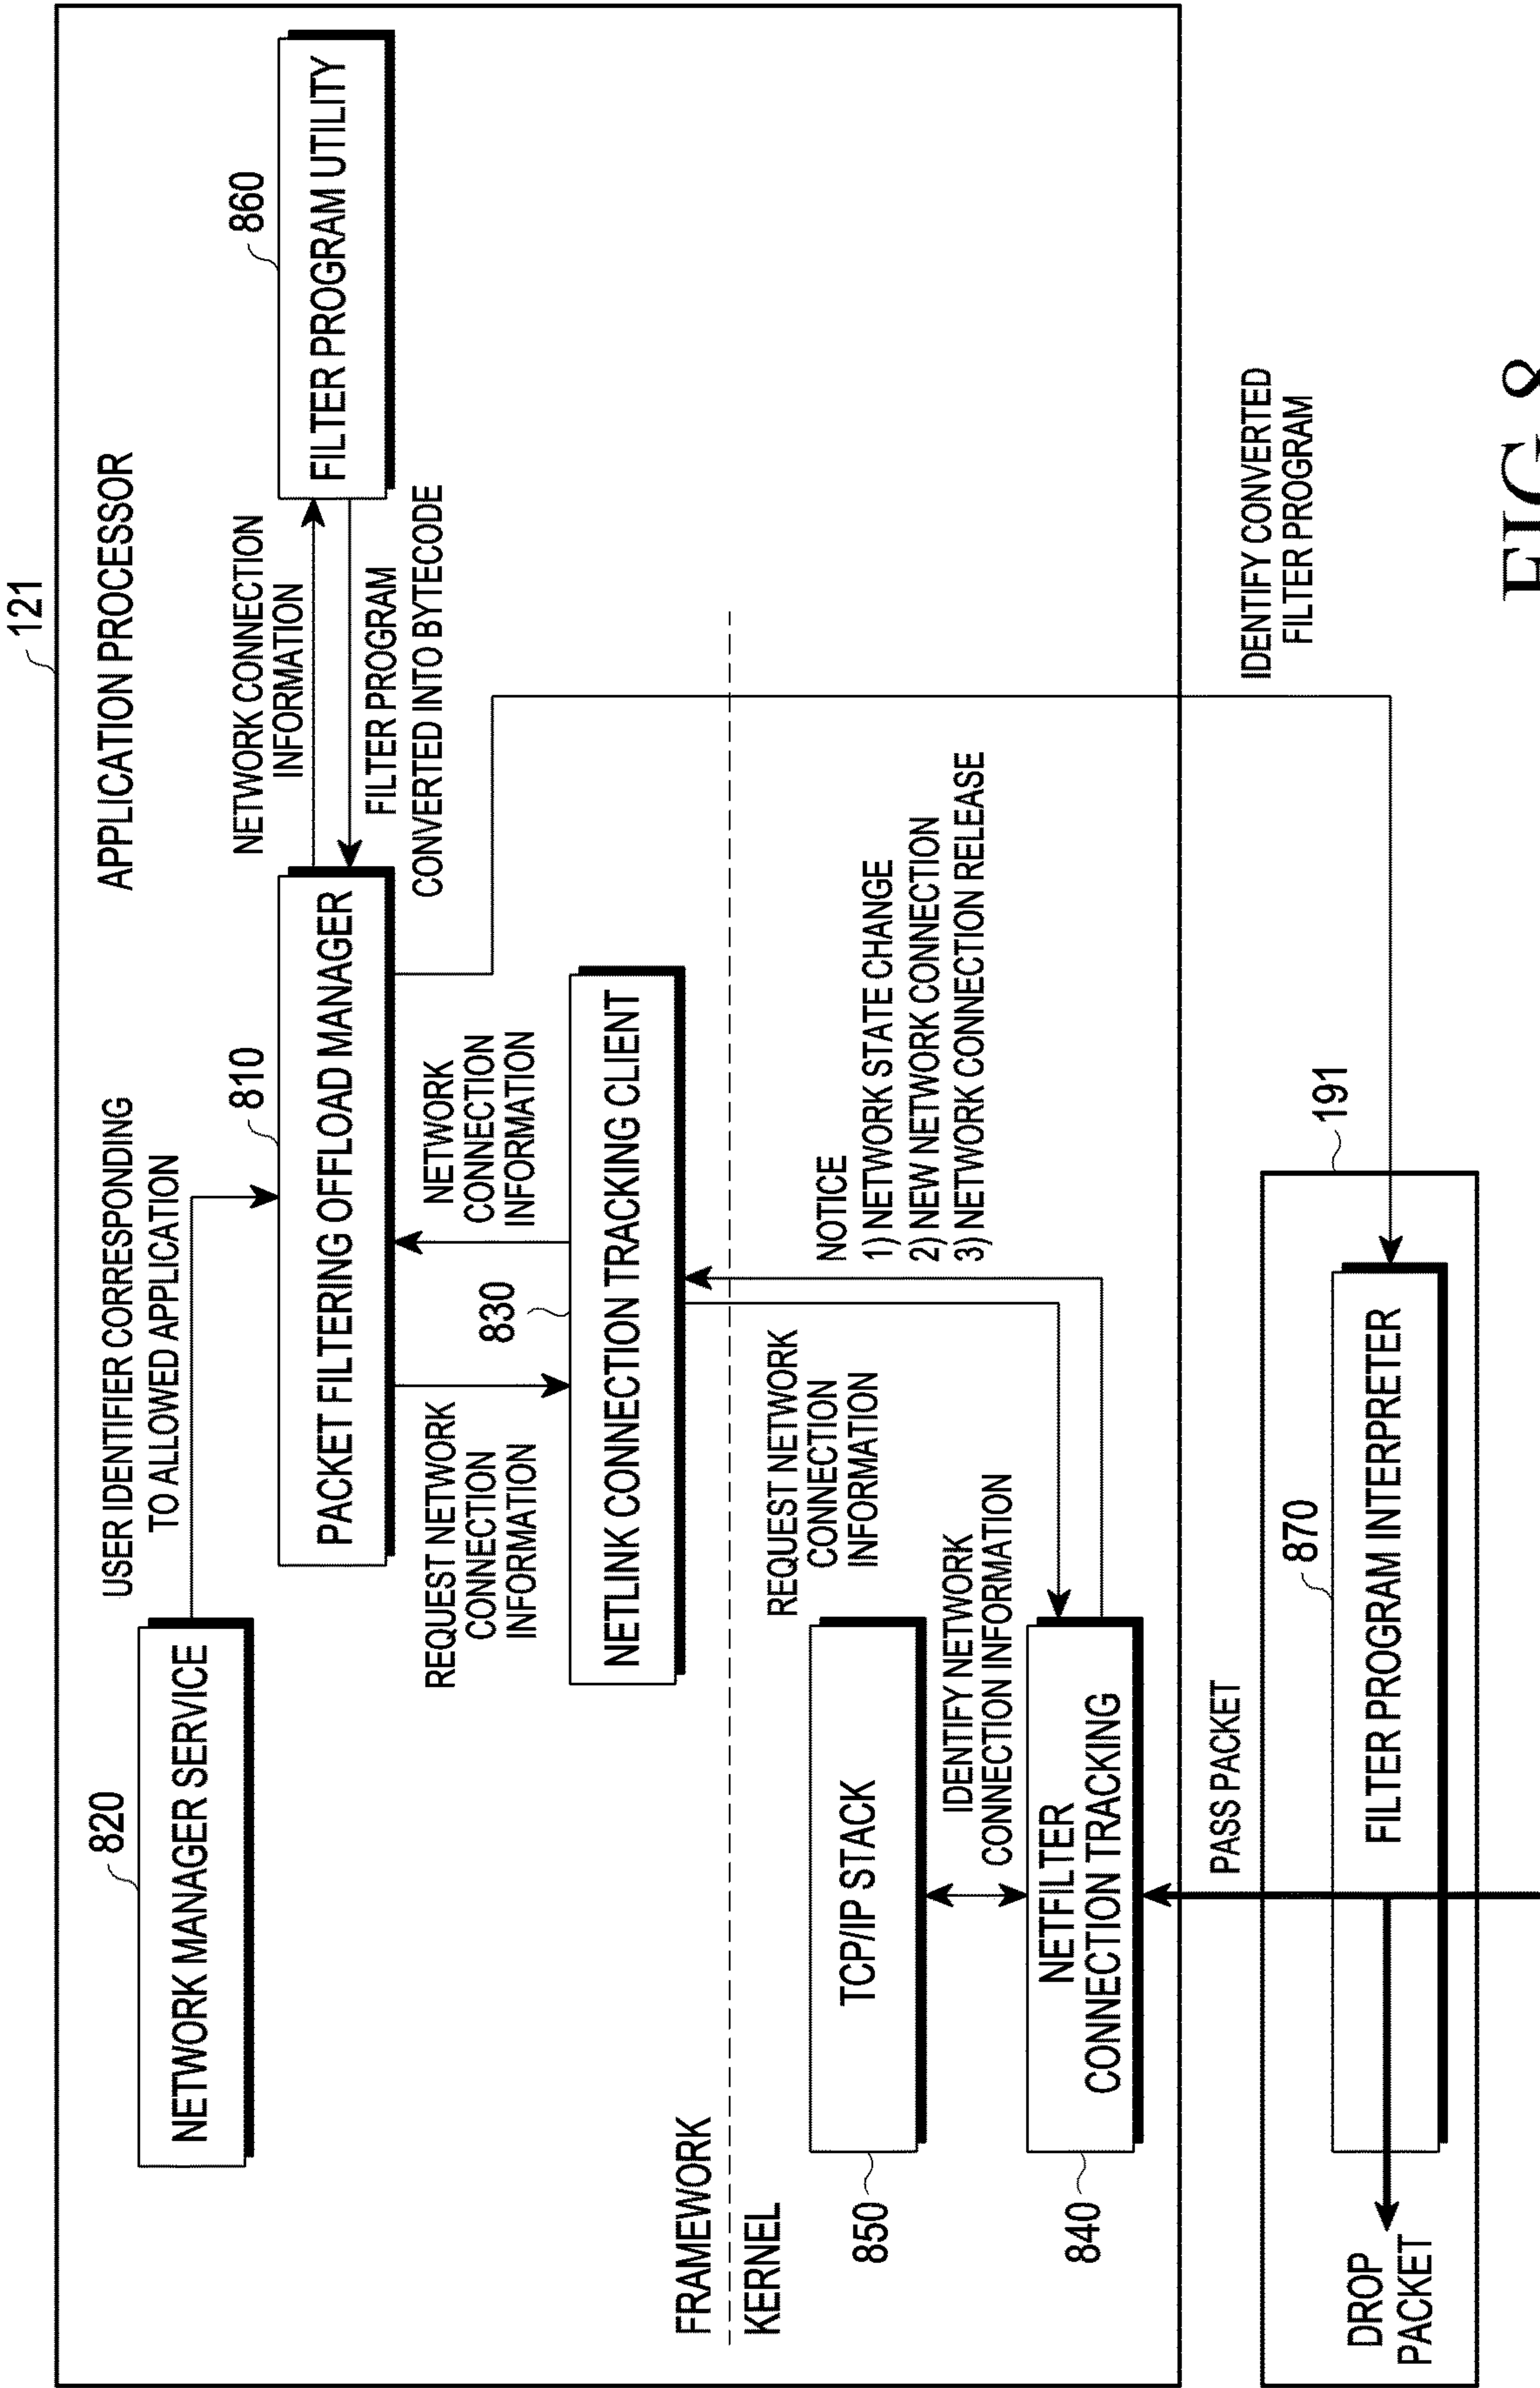 121
APPLICATION PROCESSOR
820
NETWORK MANAGER SERVICE
USER IDENTIFIER CORRESPONDING
TO ALLOWED APPLICATION
810
PACKET FILTERING OFFLOAD MANAGER
NETWORK CONNECTION
INFORMATION
FILTER PROGRAM
CONVERTED INTO BYTECODE
860
FILTER PROGRAM UTILITY
REQUEST NETWORK
CONNECTION
INFORMATION
830
NETWORK
CONNECTION
INFORMATION
NETLINK CONNECTION TRACKING CLIENT
FRAMEWORK
KERNEL
REQUEST NETWORK
CONNECTION
INFORMATION
NOTICE
1) NETWORK STATE CHANGE
2) NEW NETWORK CONNECTION
3) NETWORK CONNECTION RELEASE
850
TCP/IP STACK
IDENTIFY NETWORK
CONNECTION INFORMATION
840
NETFILTER
CONNECTION TRACKING
PASS PACKET
IDENTIFY CONVERTED
FILTER PROGRAM
191
870
FILTER PROGRAM INTERPRETER
DROP
PACKET
FIG 8